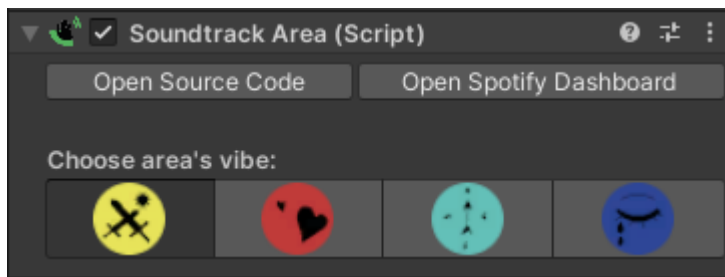 Soundtrack Area (Script)
Open Source Code Open Spotify Dashboard
Choose area's vibe: